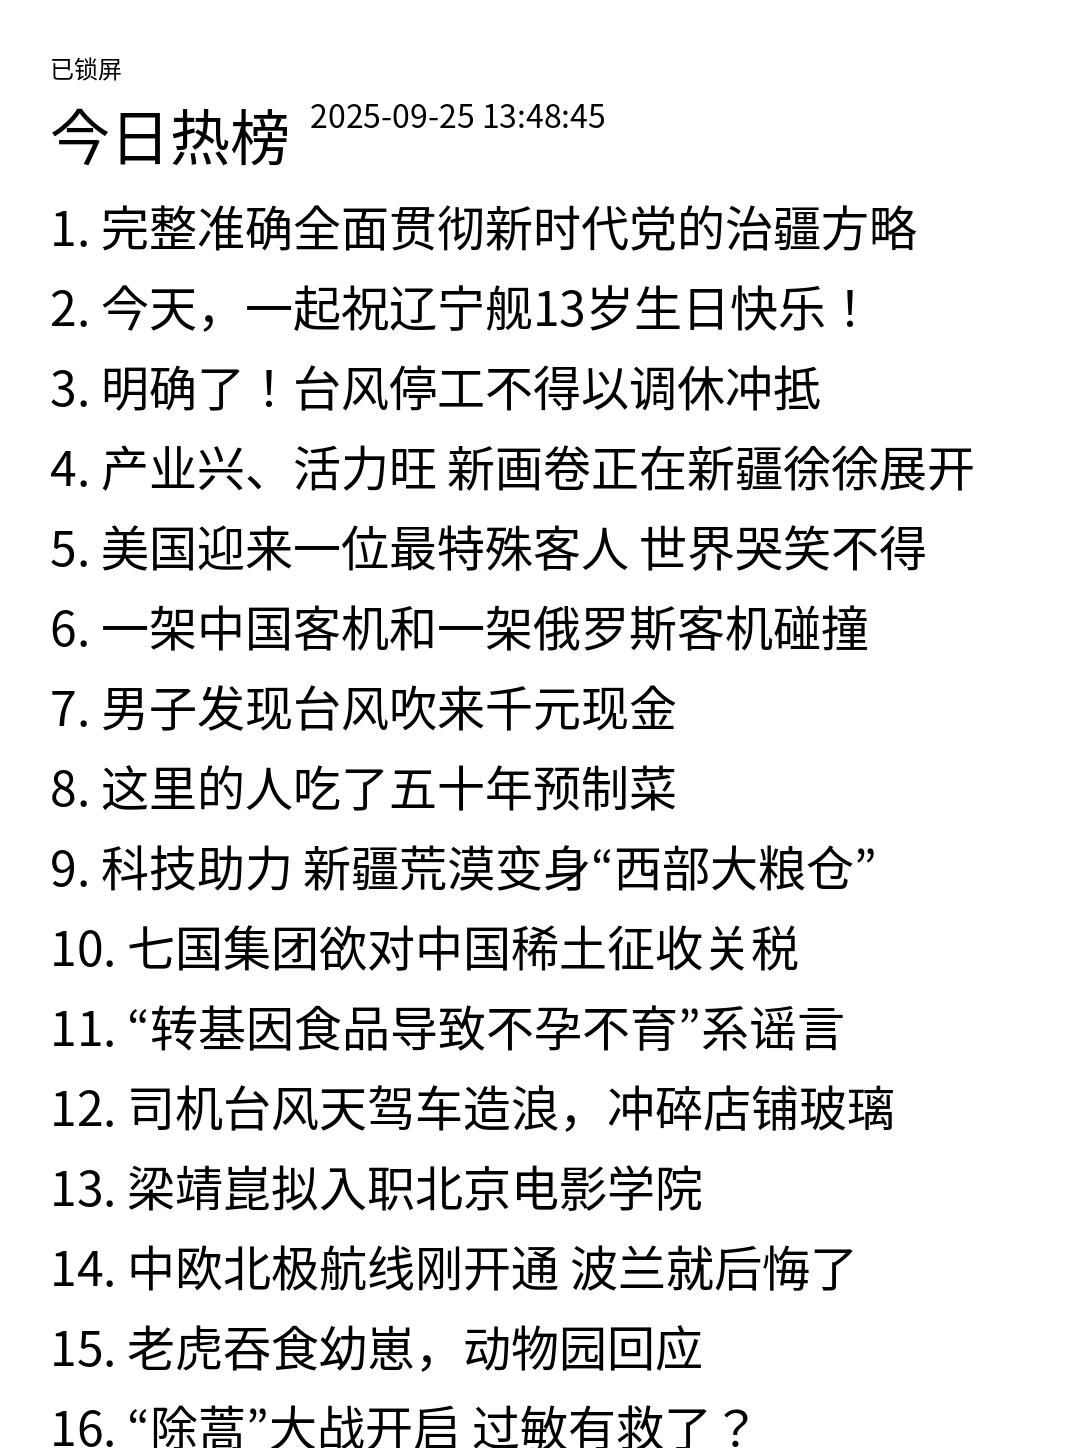 已锁屏
今日热榜 2025-09-25 13:48:45
1. 完整准确全面贯彻新时代党的治疆方略
2. 今天，一起祝辽宁舰13岁生日快乐！
3. 明确了！台风停工不得以调休冲抵
4. 产业兴、活力旺 新画卷正在新疆徐徐展开
5. 美国迎来一位最特殊客人 世界哭笑不得
6. 一架中国客机和一架俄罗斯客机碰撞
7. 男子发现台风吹来千元现金
8. 这里的人吃了五十年预制菜
9. 科技助力 新疆荒漠变身“西部大粮仓”
10. 七国集团欲对中国稀土征收关税
11. “转基因食品导致不孕不育”系谣言
12. 司机台风天驾车造浪，冲碎店铺玻璃
13. 梁靖崑拟入职北京电影学院
14. 中欧北极航线刚开通 波兰就后悔了
15. 老虎吞食幼崽，动物园回应
16. “除蒿”大战开启 过敏有救了？